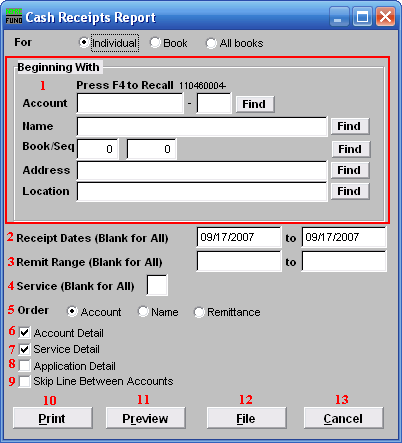 FUND Cash Receipts Report
For Individual Book All books
Beginning With
1 Press F4 to Recall 110460004-
Account - Find
Name Find
Book/Seq 0 0 Find
Address Find
Location Find
2 Receipt Dates (Blank for All) 09/17/2007 to 09/17/2007
3 Remit Range (Blank for All) to
4 Service (Blank for All)
5 Order Account Name Remittance
6 Account Detail
7 Service Detail
8 Application Detail
9 Skip Line Between Accounts
10 11 12 13
Print Preview File Cancel